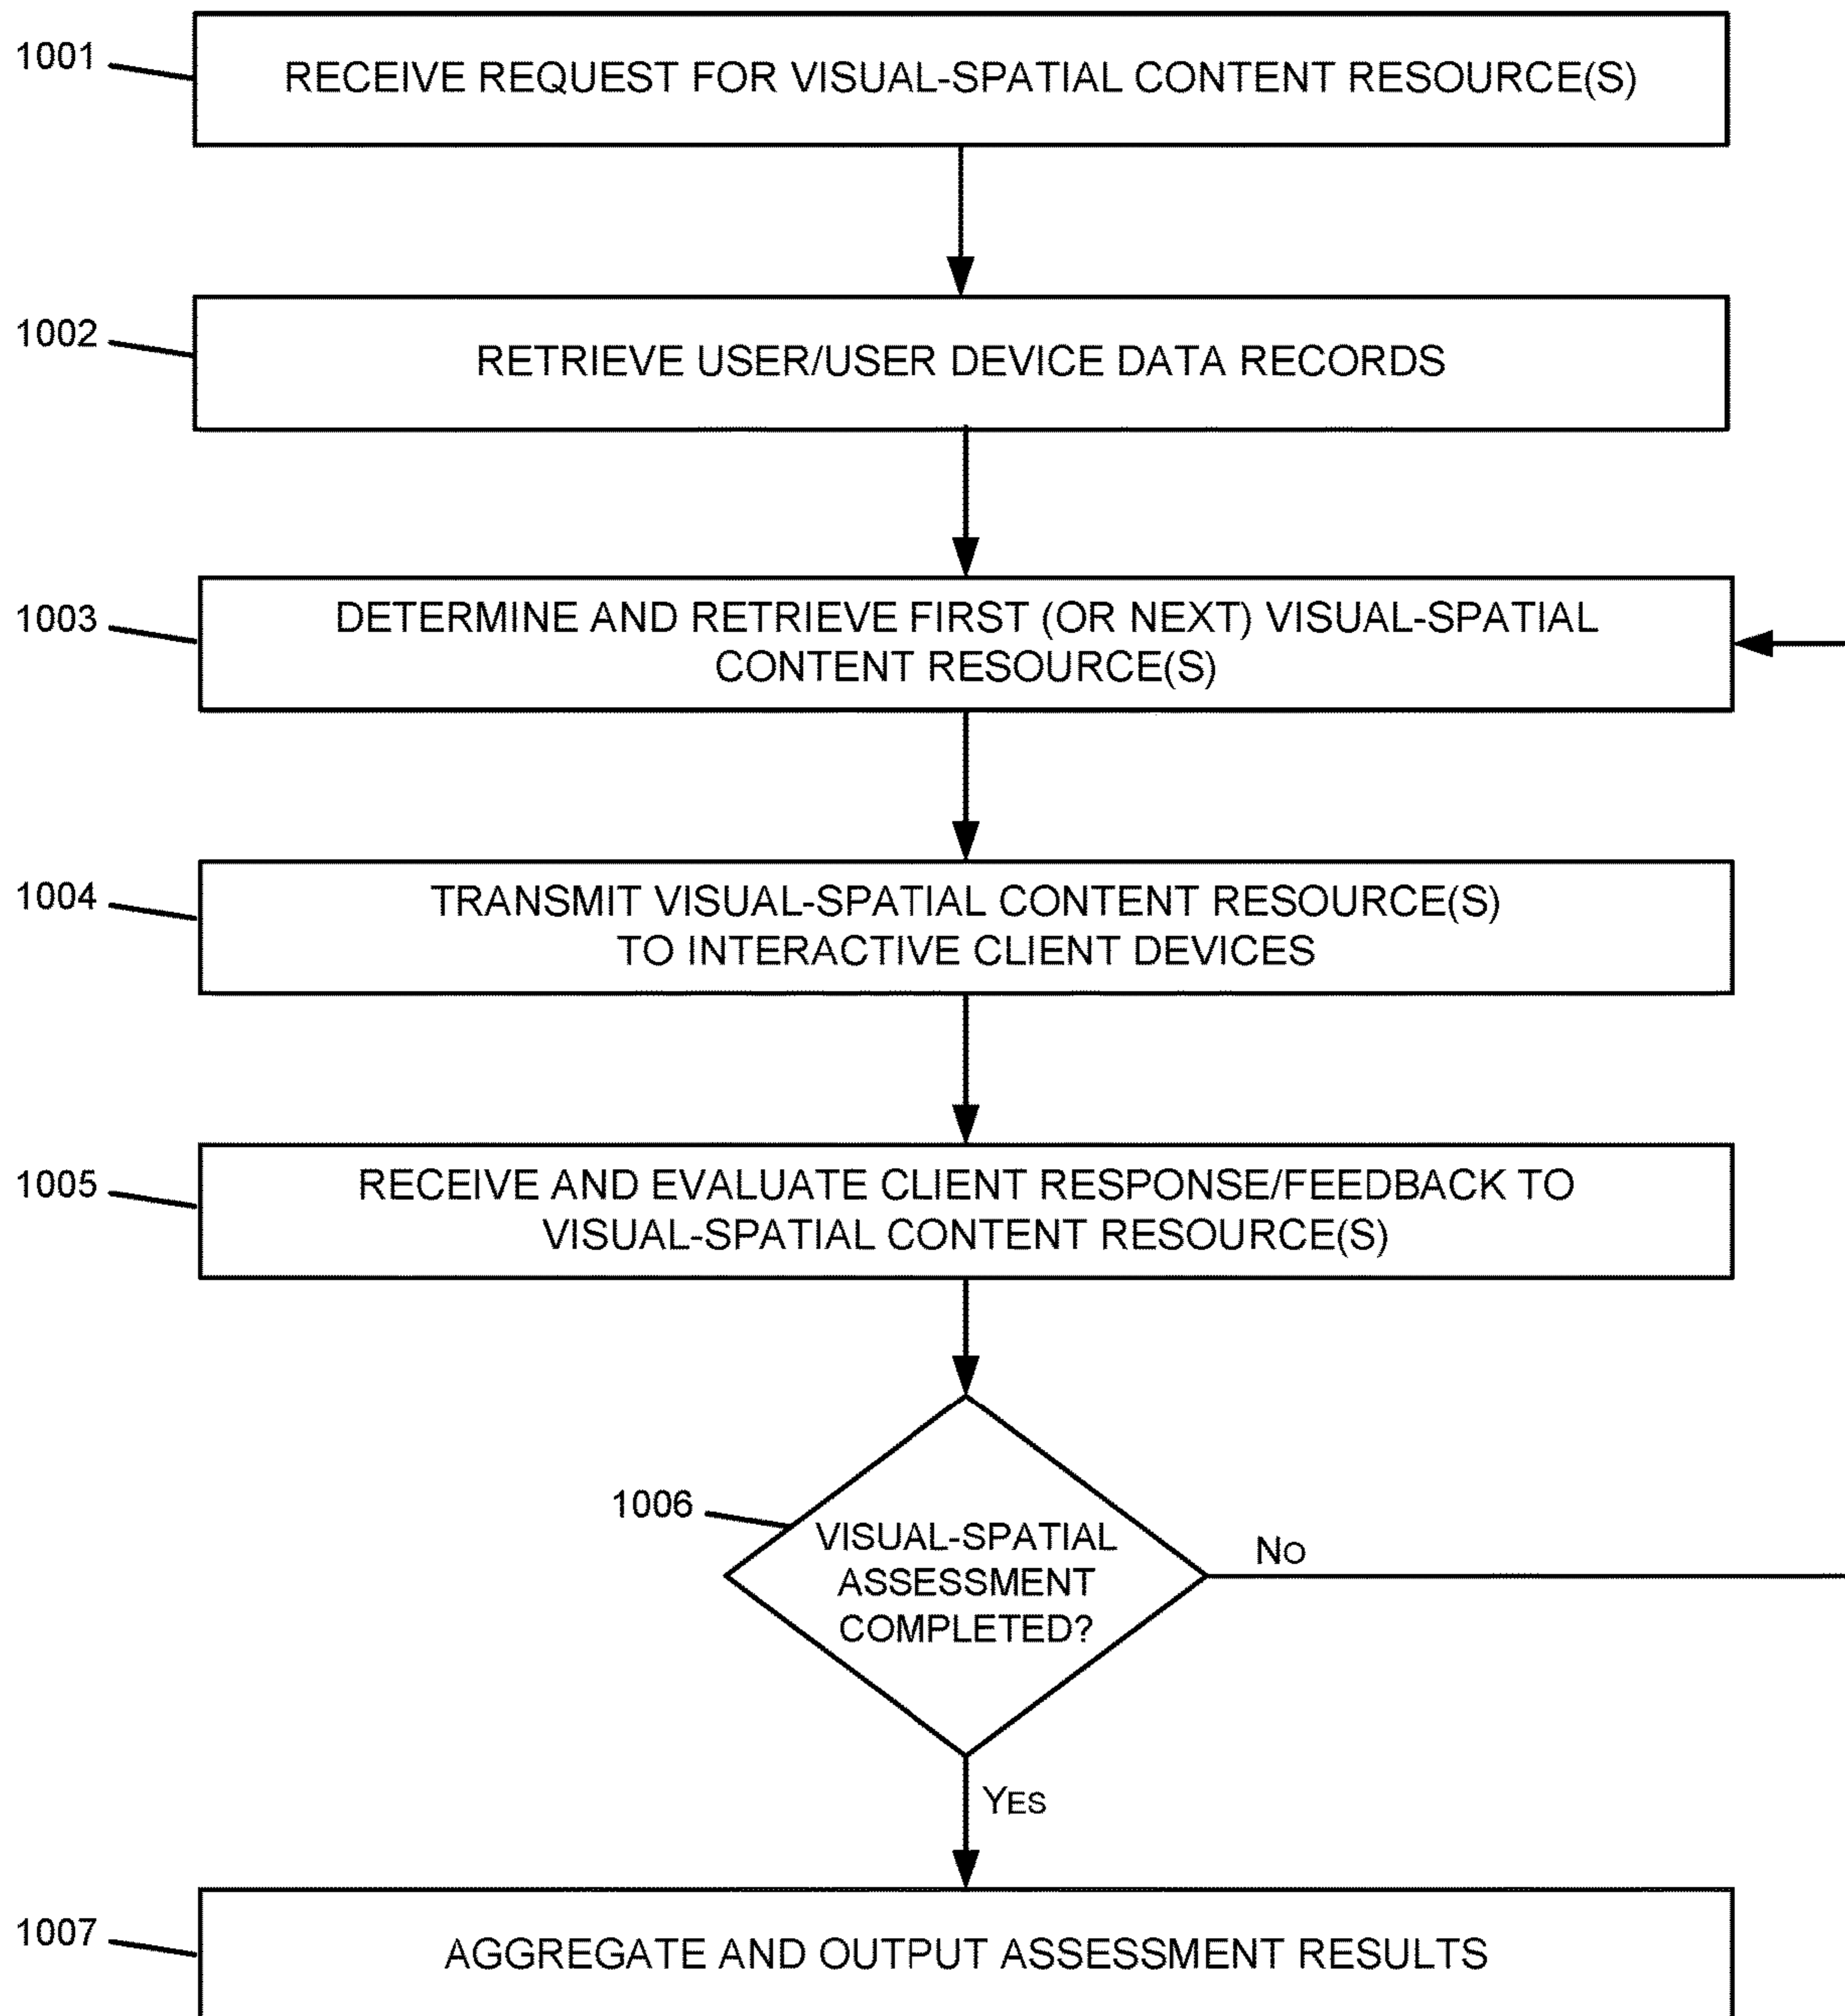 1001
RECEIVE REQUEST FOR VISUAL-SPATIAL CONTENT RESOURCE(S)
1002
RETRIEVE USER/USER DEVICE DATA RECORDS
1003
DETERMINE AND RETRIEVE FIRST (OR NEXT) VISUAL-SPATIAL
CONTENT RESOURCE(S)
1004
TRANSMIT VISUAL-SPATIAL CONTENT RESOURCE(S)
TO INTERACTIVE CLIENT DEVICES
1005
RECEIVE AND EVALUATE CLIENT RESPONSE/FEEDBACK TO
VISUAL-SPATIAL CONTENT RESOURCE(S)
1006
VISUAL-SPATIAL
ASSESSMENT
COMPLETED?
NO
YES
1007
AGGREGATE AND OUTPUT ASSESSMENT RESULTS